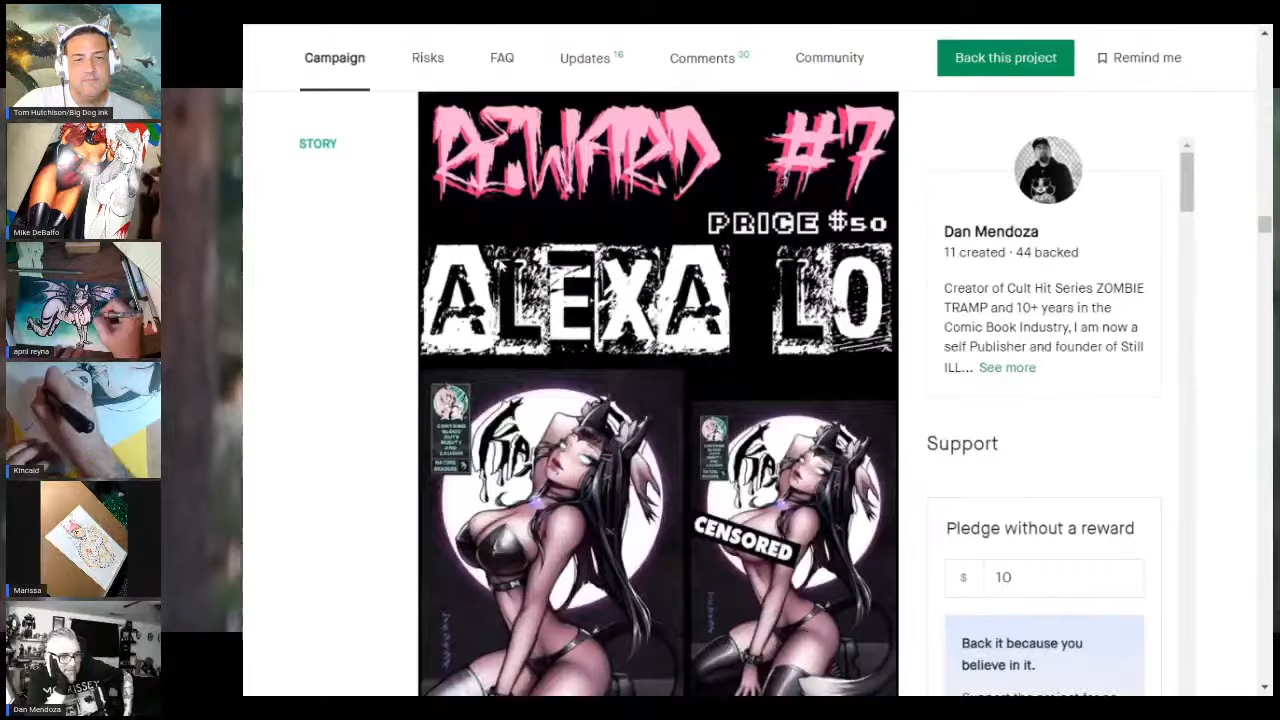 Campaign
Risks
FAQ
Updates 16
Comments 30
Community
Back this project
Remind me
STORY
REWARD #7
PRICE $50
ALEXA LO
CENSORED
Dan Mendoza
11 created · 44 backed
Creator of Cult Hit Series ZOMBIE
TRAMP and 10+ years in the
Comic Book Industry, I am now a
self Publisher and founder of Still
ILL... See more
Support
Pledge without a reward
$ 10
Back it because you
believe in it.
Tom Hutchison/Big Dog Ink
Mike DeBalfo
april reyna
Kincaid
Marissa
Dan Mendoza